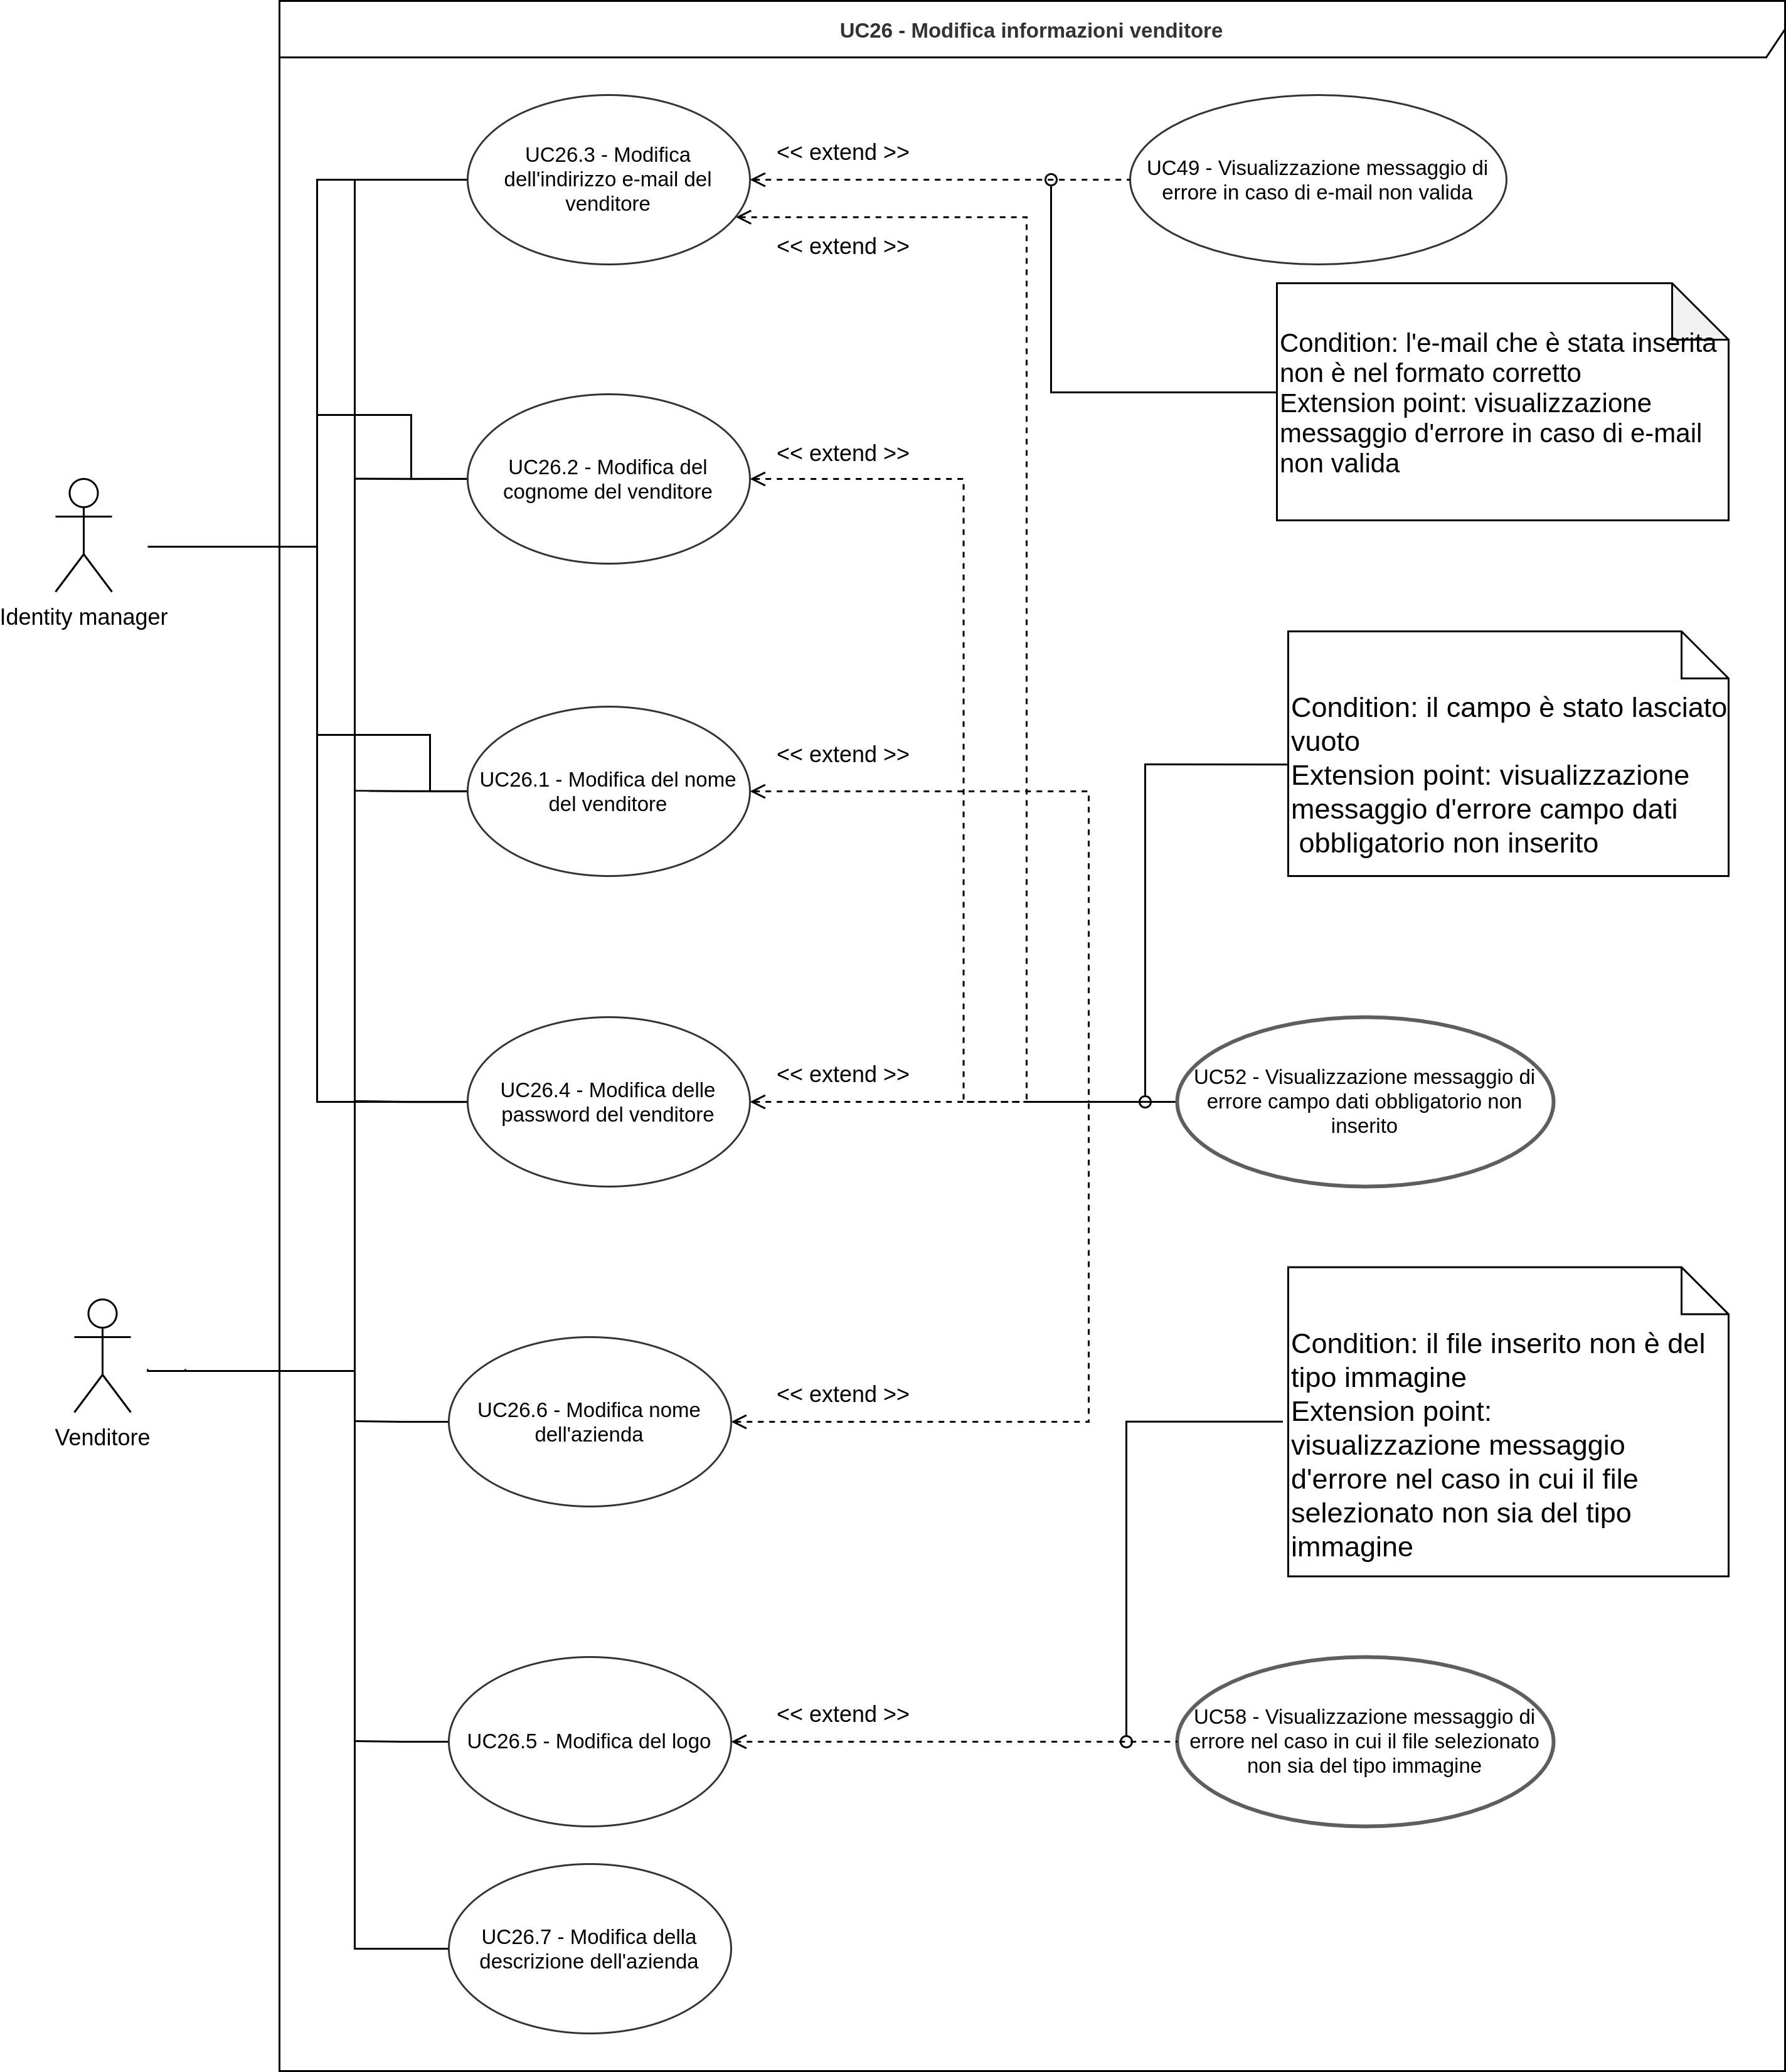 UC26 - Modifica informazioni venditore
UC26.3 - Modifica
dell'indirizzo e-mail del
venditore
<< extend >>
<< extend >>
UC49 - Visualizzazione messaggio di
errore in caso di e-mail non valida
Condition: l'e-mail che è stata inserita
non è nel formato corretto
Extension point: visualizzazione
messaggio d'errore in caso di e-mail
non valida
UC26.2 - Modifica del
cognome del venditore
<< extend >>
Identity manager
UC26.1 - Modifica del nome
del venditore
<< extend >>
Condition: il campo è stato lasciato
vuoto
Extension point: visualizzazione
messaggio d'errore campo dati
obbligatorio non inserito
UC26.4 - Modifica delle
password del venditore
<< extend >>
UC52 - Visualizzazione messaggio di
errore campo dati obbligatorio non
inserito
Venditore
UC26.6 - Modifica nome
dell'azienda
<< extend >>
Condition: il file inserito non è del
tipo immagine
Extension point:
visualizzazione messaggio
d'errore nel caso in cui il file
selezionato non sia del tipo
immagine
UC26.5 - Modifica del logo
<< extend >>
UC58 - Visualizzazione messaggio di
errore nel caso in cui il file selezionato
non sia del tipo immagine
UC26.7 - Modifica della
descrizione dell'azienda